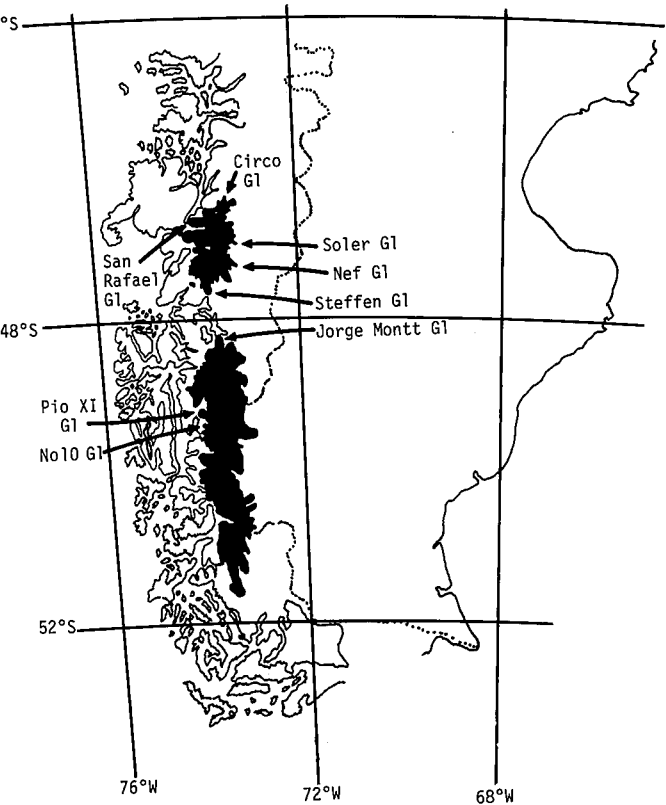 °S
Circo
Gl
San
Rafael
Gl
Soler Gl
Nef Gl
Steffen Gl
48°S
Jorge Montt Gl
Pio XI
Gl
No10 Gl
52°S
76°W
72°W
68°W